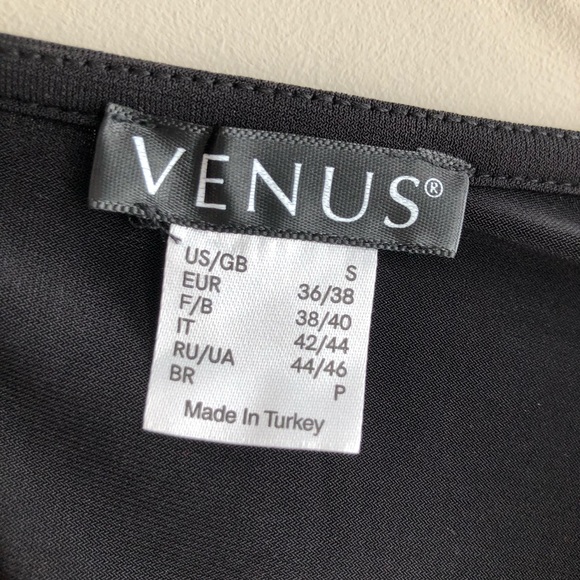 VENUS®
US/GB S
EUR 36/38
F/B 38/40
IT 42/44
RU/UA 44/46
BR P
Made In Turkey